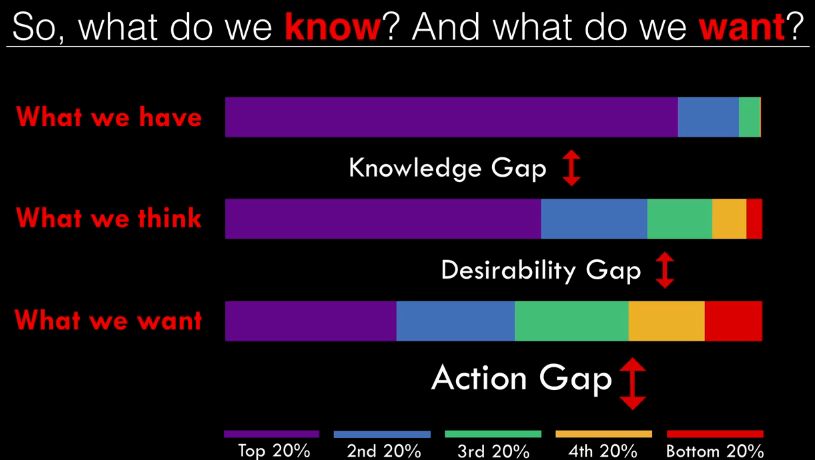 So, what do we know? And what do we want?
What we have
Knowledge Gap
What we think
Desirability Gap
What we want
Action Gap
Top 20% 2nd 20% 3rd 20% 4th 20% Bottom 20%